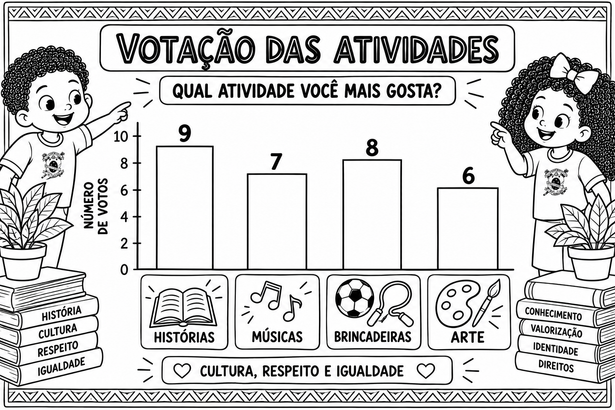 VOTAÇÃO DAS ATIVIDADES
QUAL ATIVIDADE VOCÊ MAIS GOSTA?
NÚMERO
DE VOTOS
10
8
6
4
2
0
9
7
8
6
HISTÓRIAS
MÚSICAS
BRINCADEIRAS
ARTE
HISTÓRIA
CULTURA
RESPEITO
IGUALDADE
CONHECIMENTO
VALORIZAÇÃO
IDENTIDADE
DIREITOS
CULTURA, RESPEITO E IGUALDADE